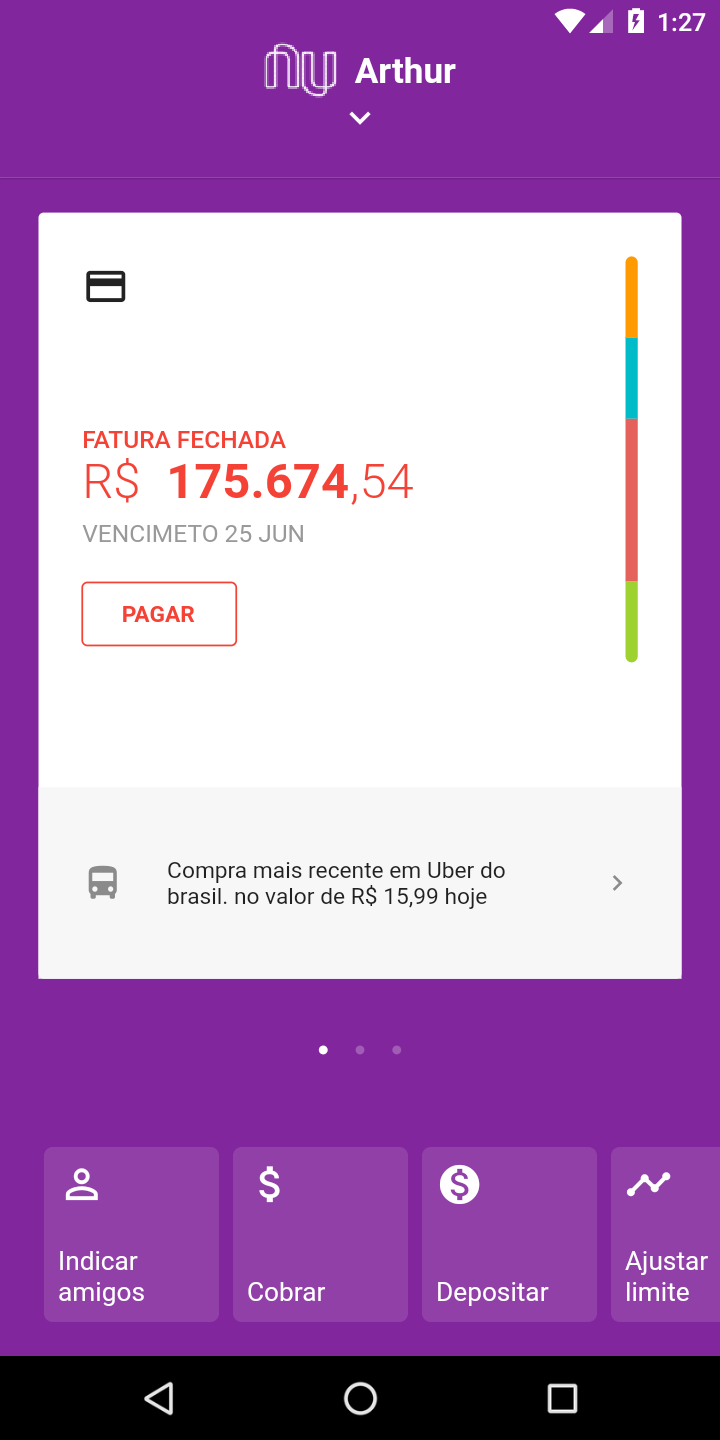 1:27
nu Arthur
FATURA FECHADA
R$ 175.674,54
VENCIMETO 25 JUN
PAGAR
Compra mais recente em Uber do
brasil. no valor de R$ 15,99 hoje
Indicar
amigos
Cobrar
Depositar
Ajustar
limite